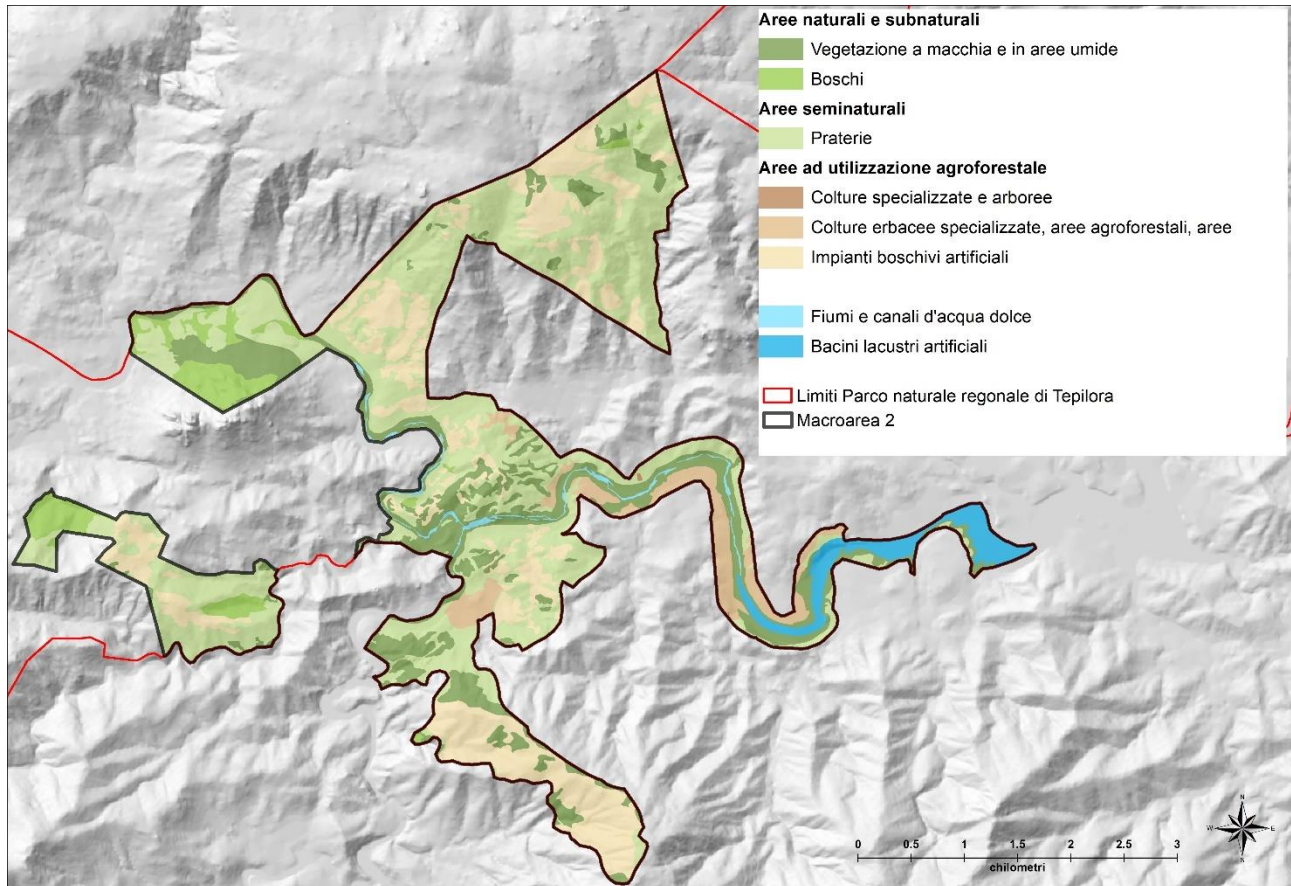 Aree naturali e subnaturali
Vegetazione a macchia e in aree umide
Boschi
Aree seminaturali
Praterie
Aree ad utilizzazione agroforestale
Colture specializzate e arboree
Colture erbacee specializzate, aree agroforestali, aree
Impianti boschivi artificiali
Fiumi e canali d'acqua dolce
Bacini lacustri artificiali
Limiti Parco naturale regonale di Tepilora
Macroarea 2
N
W E
N
0 0.5 1 1.5 2 2.5 3
chilometri